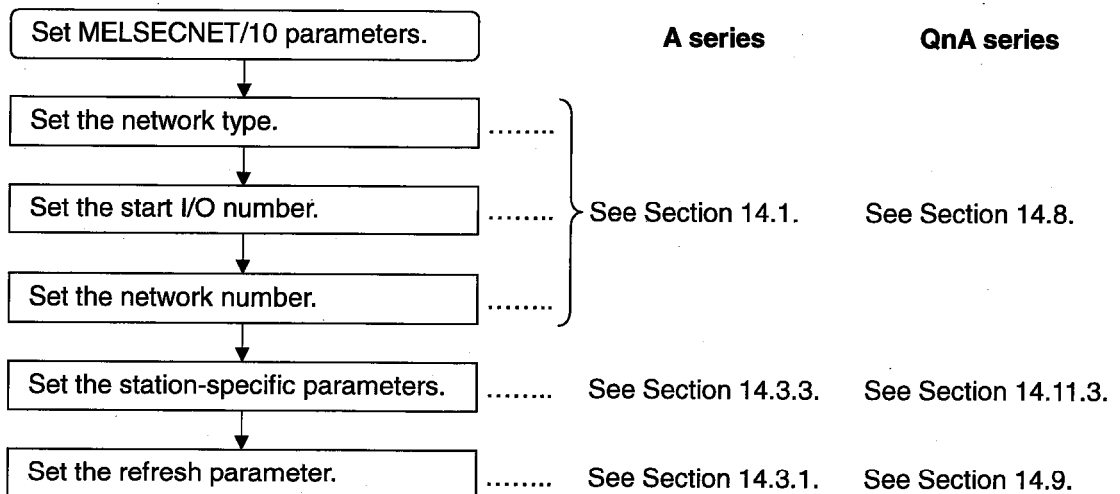 Set MELSECNET/10 parameters.
A series QnA series
Set the network type. ........
Set the start I/O number. ........ See Section 14.1. See Section 14.8.
Set the network number. ........
Set the station-specific parameters. ........ See Section 14.3.3. See Section 14.11.3.
Set the refresh parameter. ........ See Section 14.3.1. See Section 14.9.